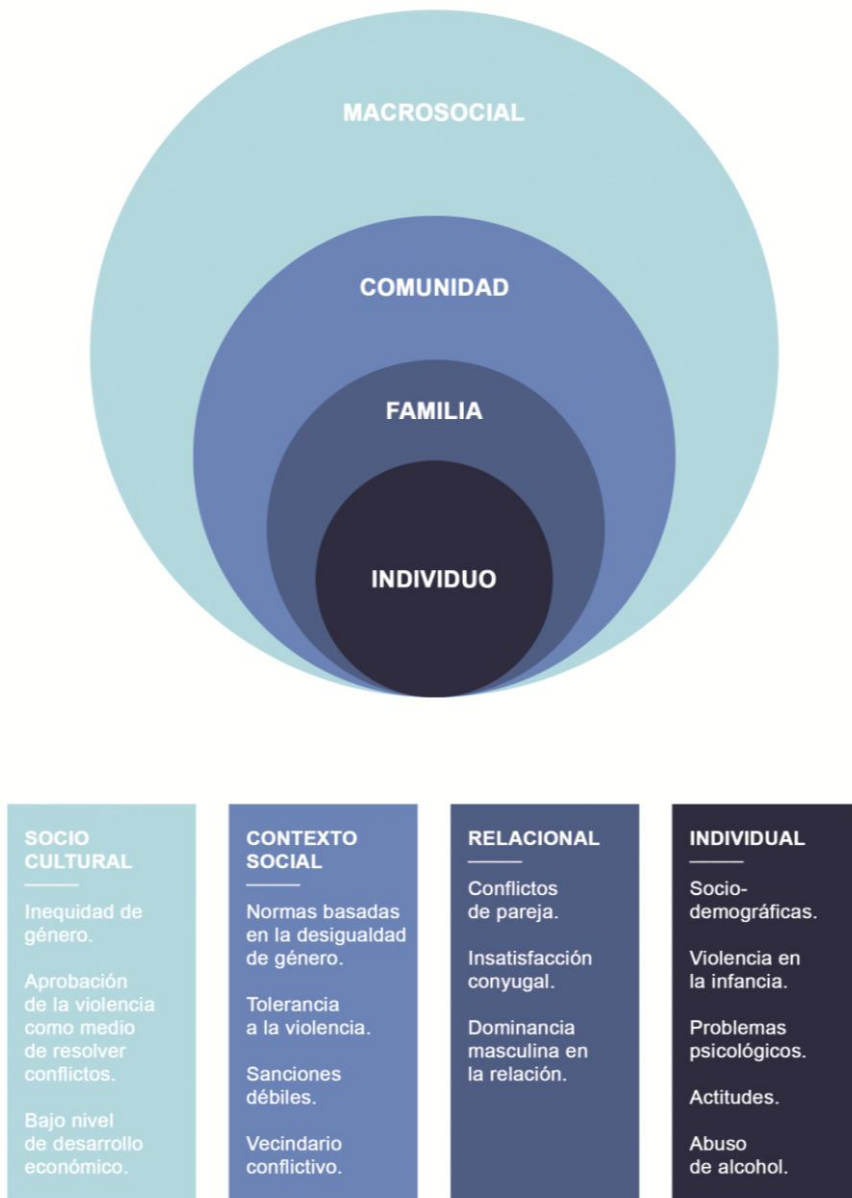 MACROSOCIAL
COMUNIDAD
FAMILIA
INDIVIDUO
SOCIO
CULTURAL
Inequidad de
género.
Aprobación
de la violencia
como medio
de resolver
conflictos.
Bajo nivel
de desarrollo
económico.
CONTEXTO
SOCIAL
Normas basadas
en la desigualdad
de género.
Tolerancia
a la violencia.
Sanciones
débiles.
Vecindario
conflictivo.
RELACIONAL
Conflictos
de pareja.
Insatisfacción
conyugal.
Dominancia
masculina en
la relación.
INDIVIDUAL
Socio-
demográficas.
Violencia en
la infancia.
Problemas
psicológicos.
Actitudes.
Abuso
de alcohol.